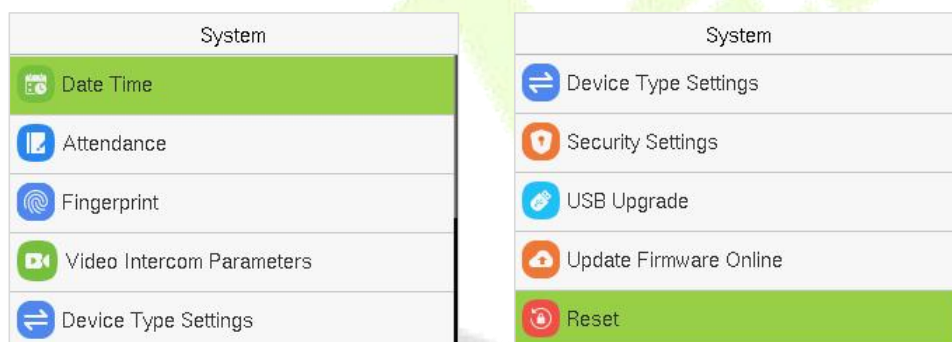 System
Date Time
Attendance
Fingerprint
Video Intercom Parameters
Device Type Settings
System
Device Type Settings
Security Settings
USB Upgrade
Update Firmware Online
Reset